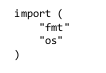 import (
    "fmt"
    "os"
)